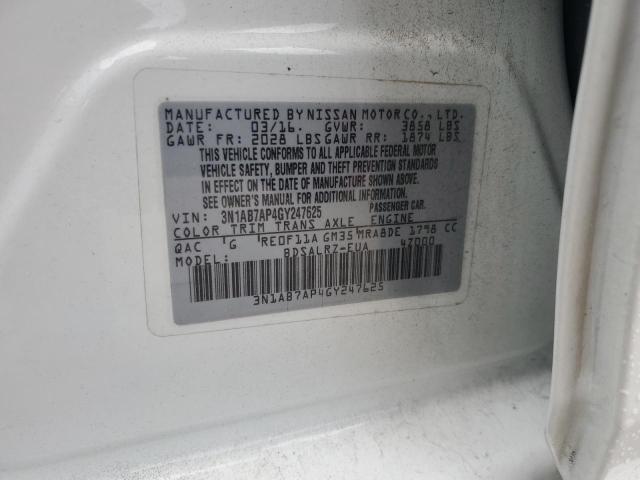 MANUFACTURED BY NISSAN MOTOR CO., LTD.
DATE: 03/16. GVWR: 3858 LBS
GAWR FR: 2028 LBS GAWR RR: 1874 LBS.
THIS VEHICLE CONFORMS TO ALL APPLICABLE FEDERAL MOTOR
VEHICLE SAFETY, BUMPER AND THEFT PREVENTION STANDARDS
IN EFFECT ON THE DATE OF MANUFACTURE SHOWN ABOVE.
SEE OWNER'S MANUAL FOR ADDITIONAL INFORMATION.
VIN: 3N1AB7AP4GY247625 PASSENGER CAR.
COLOR TRIM TRANS AXLE ENGINE
QAC G RE0F11A GM35 MRA8DE 1798 CC
BDSALRZ-EUA 47000
3N1AB7AP4GY247625